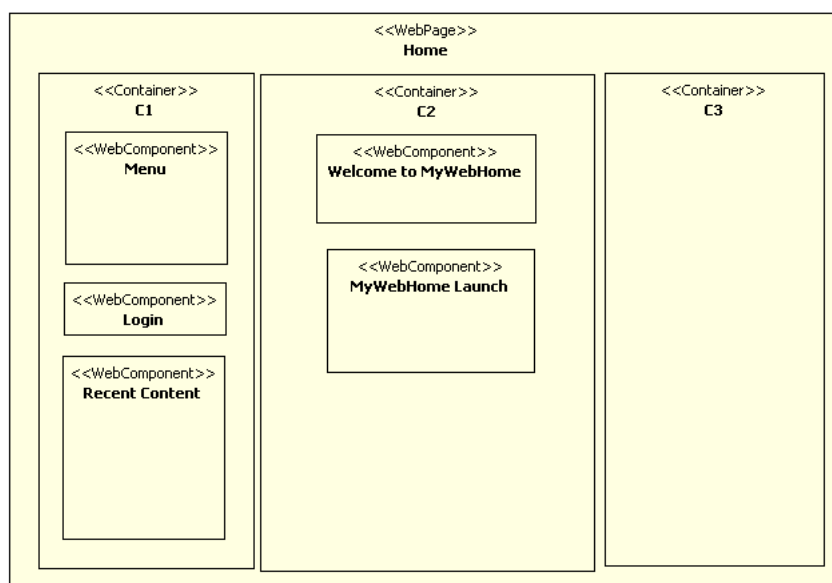 <<WebPage>>
Home
<<Container>>
C1
<<WebComponent>>
Menu
<<WebComponent>>
Login
<<WebComponent>>
Recent Content
<<Container>>
C2
<<WebComponent>>
Welcome to MyWebHome
<<WebComponent>>
MyWebHome Launch
<<Container>>
C3